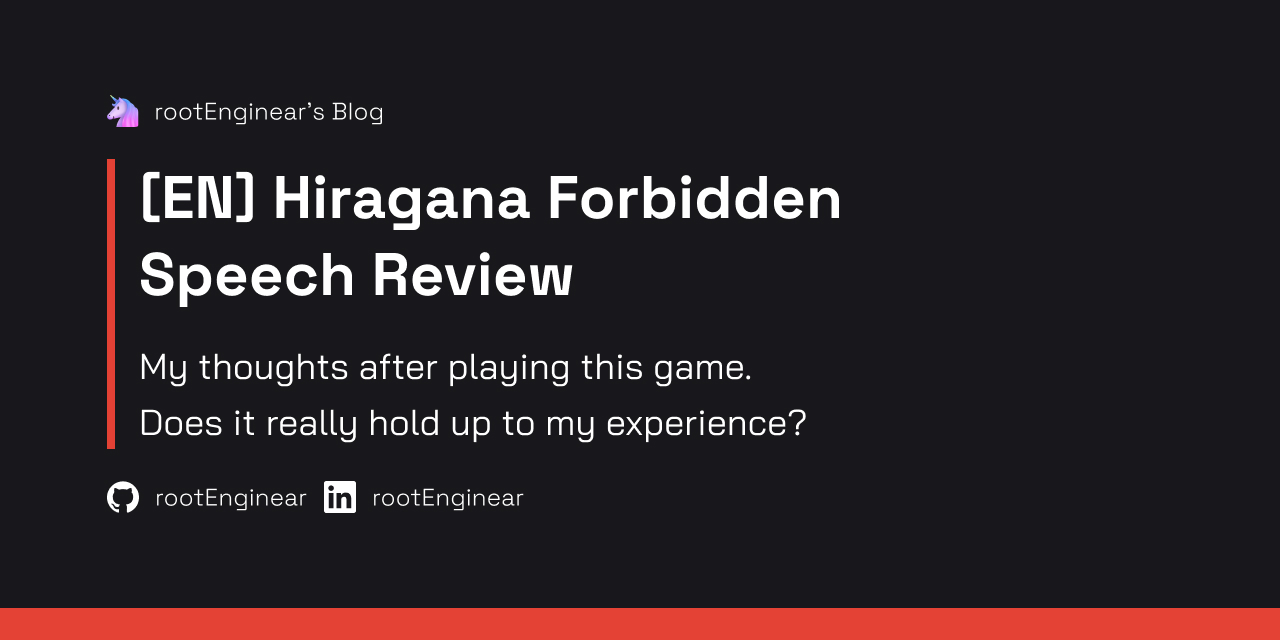 rootEnginear's Blog
[EN] Hiragana Forbidden
Speech Review
My thoughts after playing this game.
Does it really hold up to my experience?
rootEnginear rootEnginear